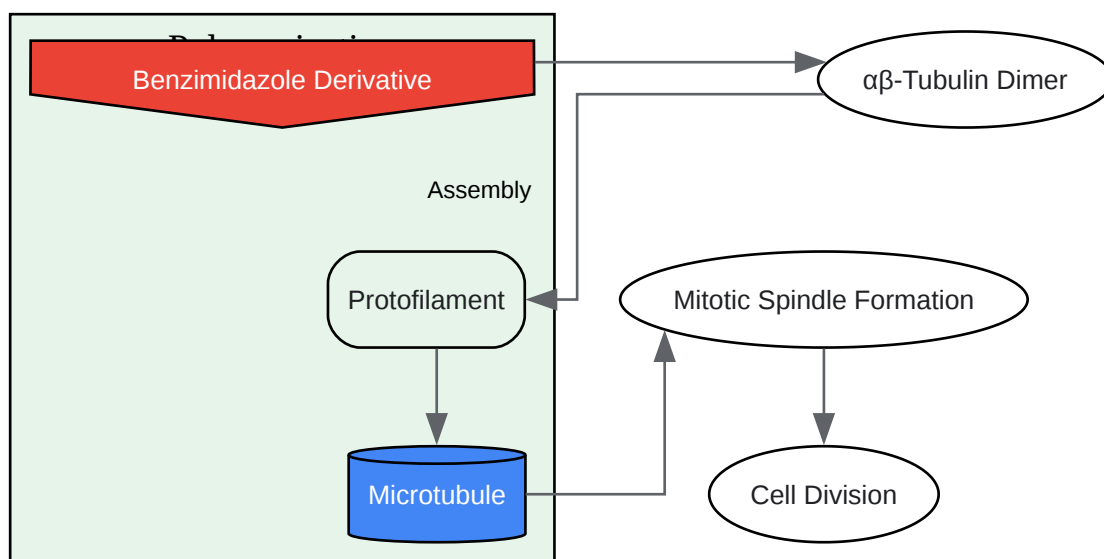 Benzimidazole Derivative
αβ-Tubulin Dimer
Assembly
Protofilament
Mitotic Spindle Formation
Microtubule
Cell Division